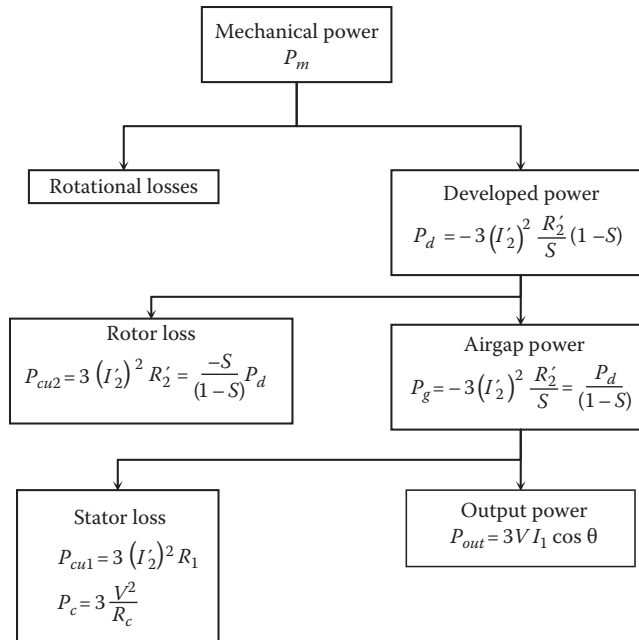 Mechanical power
P_m
Rotational losses
Developed power
P_d = − 3 (I′_2)^2 R′_2/S (1 − S)
Rotor loss
P_cu2 = 3 (I′_2)^2 R′_2 = −S/(1 − S) P_d
Airgap power
P_g = − 3 (I′_2)^2 R′_2/S = P_d/(1 − S)
Stator loss
P_cu1 = 3 (I′_2)^2 R_1
P_c = 3 V^2/R_c
Output power
P_out = 3V I_1 cos θ